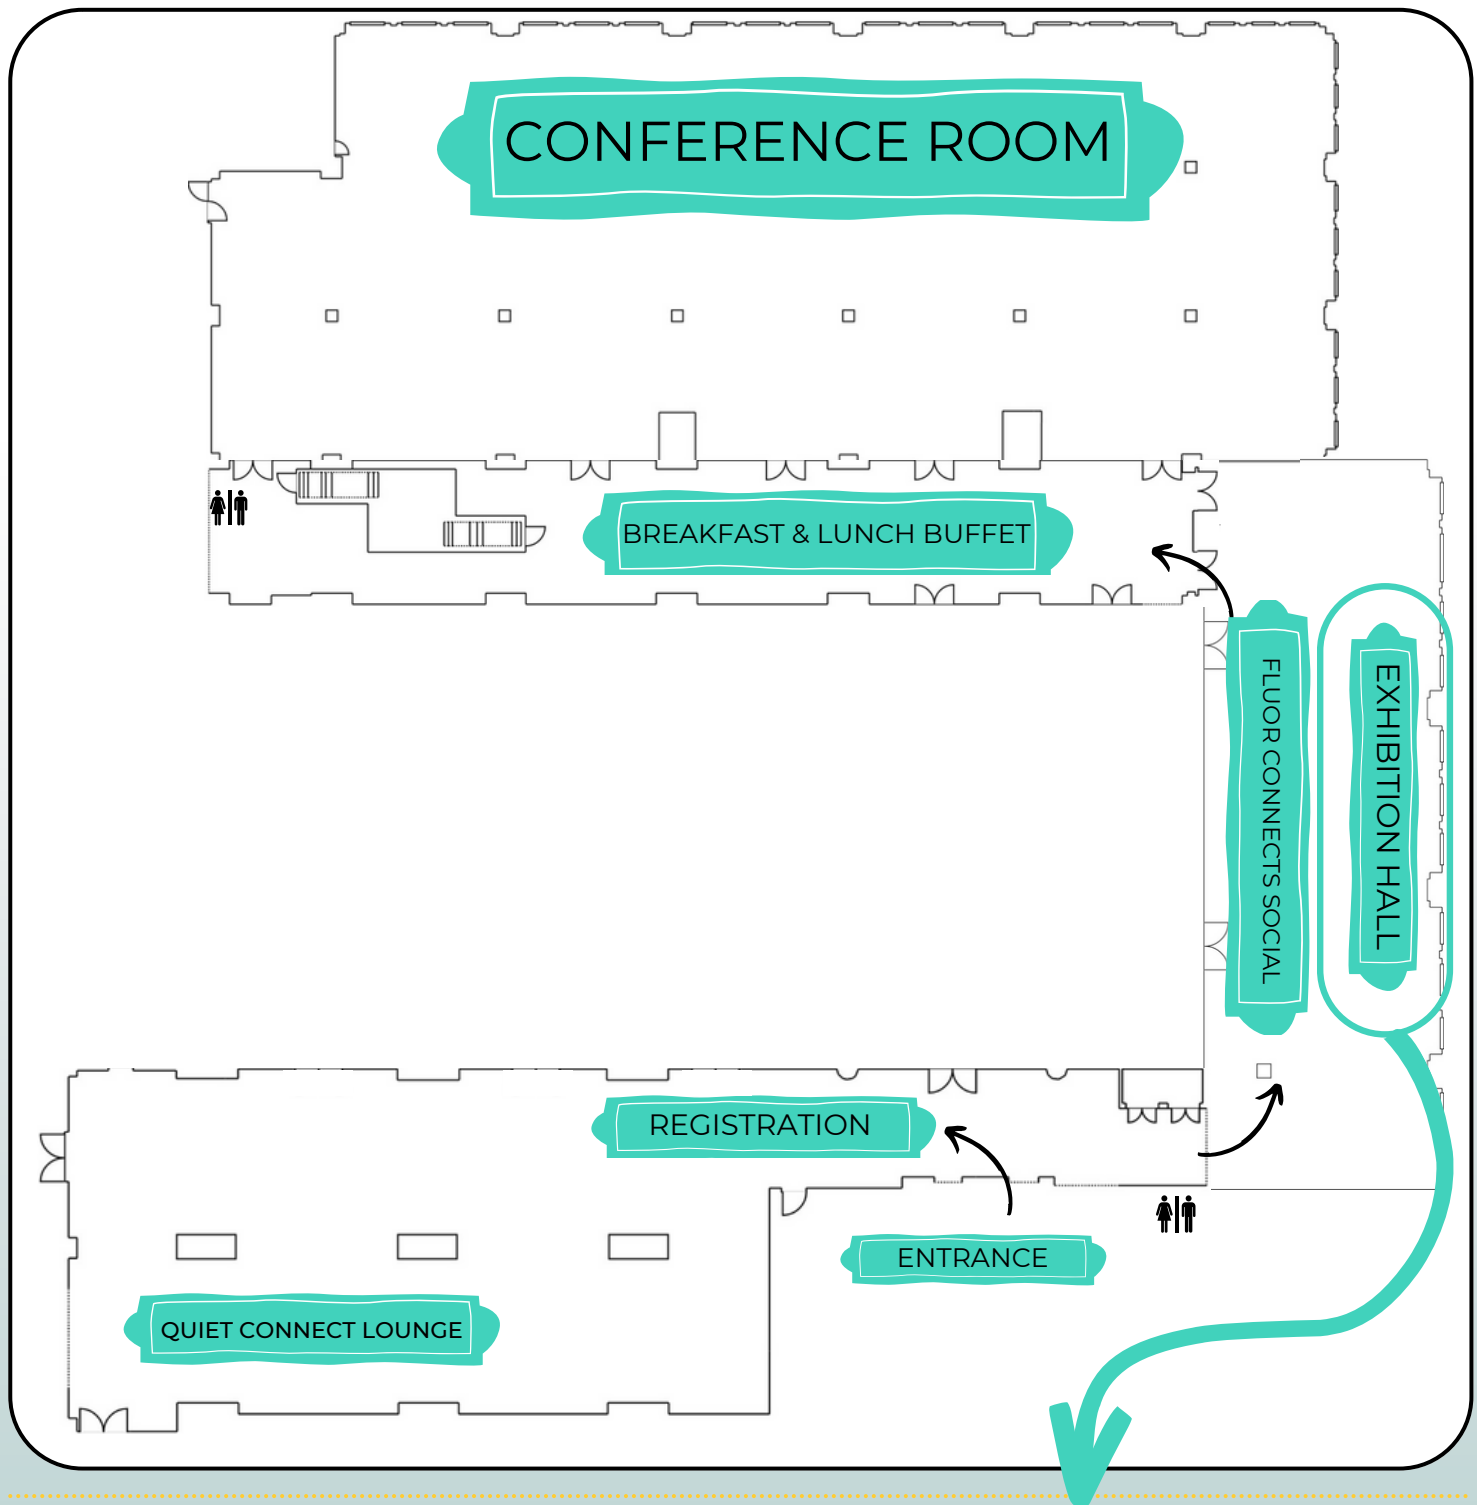 CONFERENCE ROOM
BREAKFAST & LUNCH BUFFET
FLUOR CONNECTS SOCIAL
EXHIBITION HALL
REGISTRATION
ENTRANCE
QUIET CONNECT LOUNGE